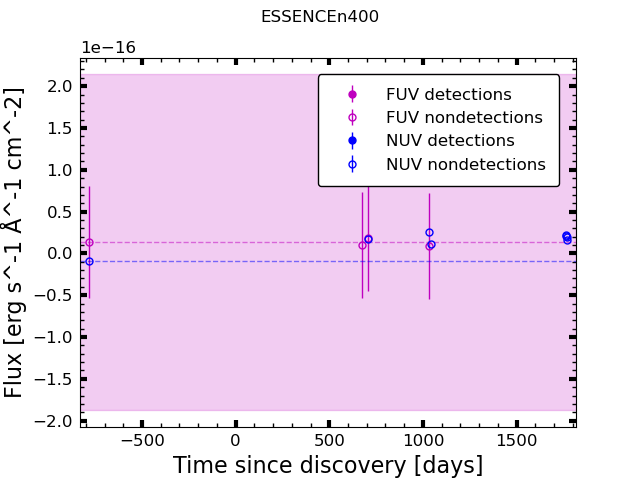 ESSENCEn400
1e−16
Flux [erg s^-1 Å^-1 cm^-2]
2.0
1.5
1.0
0.5
0.0
−0.5
−1.0
−1.5
−2.0
FUV detections
FUV nondetections
NUV detections
NUV nondetections
−500
0
500
1000
1500
Time since discovery [days]